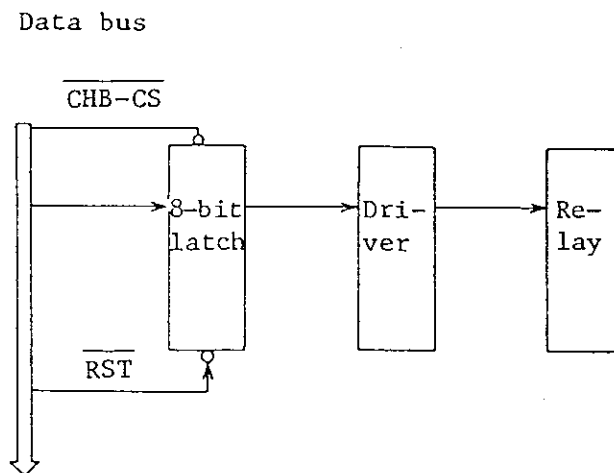 Data bus
CHB-CS
8-bit
latch
Dri-
ver
Re-
lay
RST